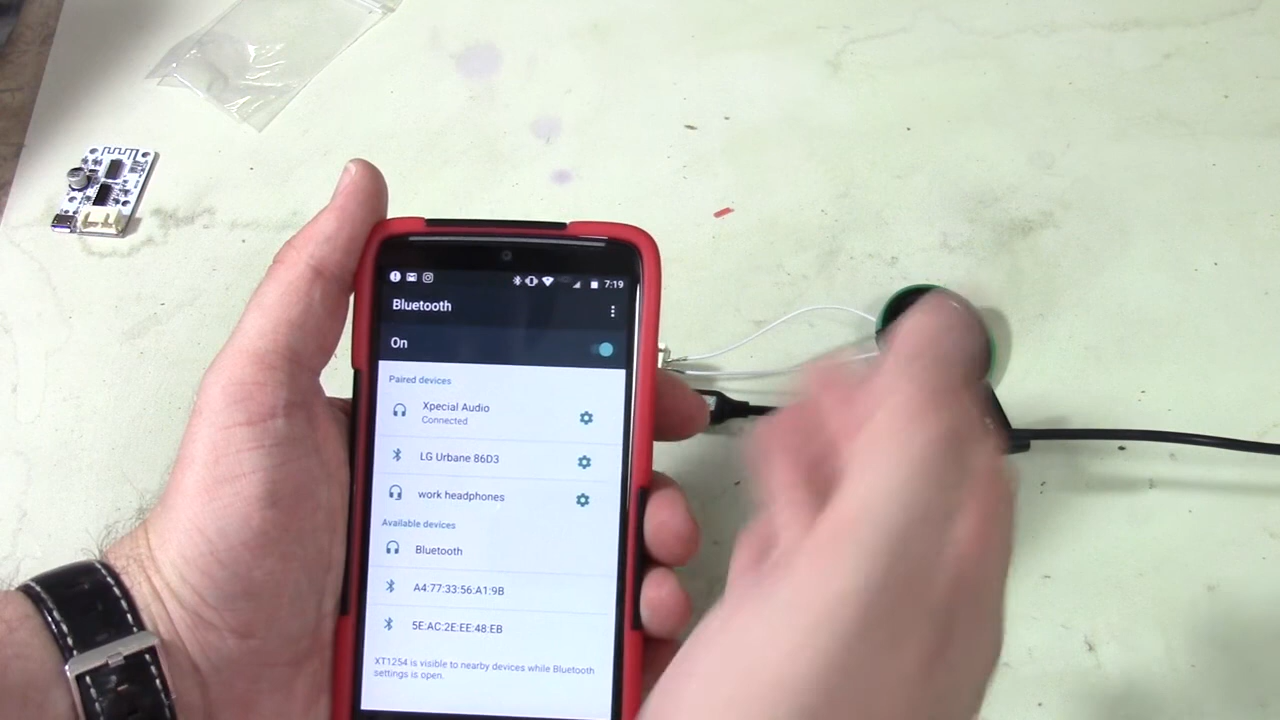 7:19
Bluetooth
On
Paired devices
Xpecial Audio
Connected
LG Urbane 86D3
work headphones
Available devices
Bluetooth
A4:77:33:56:A1:9B
5E:AC:2E:EE:48:EB
XT1254 is visible to nearby devices while Bluetooth
settings is open.